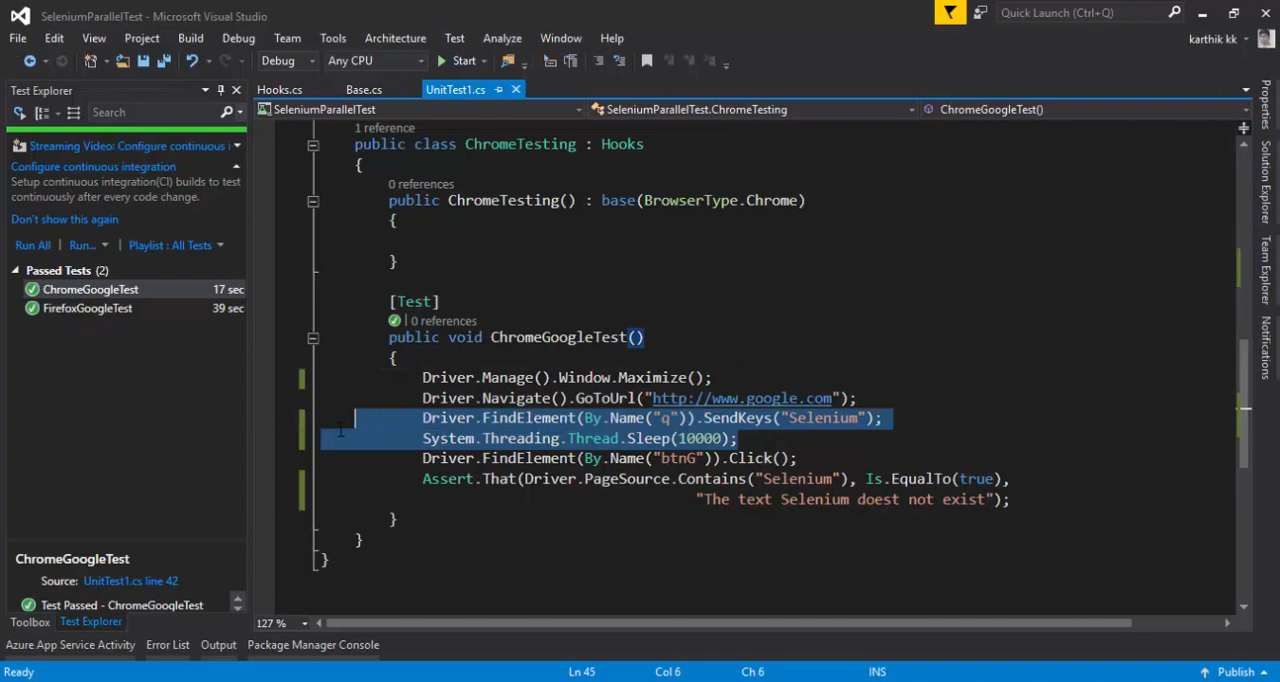 SeleniumParallelTest - Microsoft Visual Studio
Quick Launch (Ctrl+Q)
File Edit View Project Build Debug Team Tools Architecture Test Analyze Window Help
karthik kk
Debug Any CPU Start
Test Explorer
Search
Streaming Video: Configure continuous i
Configure continuous integration
Setup continuous integration(CI) builds to test
continuously after every code change.
Don't show this again
Run All | Run... | Playlist : All Tests
Passed Tests (2)
ChromeGoogleTest 17 sec
FirefoxGoogleTest 39 sec
ChromeGoogleTest
Source: UnitTest1.cs line 42
Test Passed - ChromeGoogleTest
Toolbox Test Explorer
Hooks.cs Base.cs UnitTest1.cs
SeleniumParallelTest SeleniumParallelTest.ChromeTesting ChromeGoogleTest()
1 reference
public class ChromeTesting : Hooks
{
0 references
public ChromeTesting() : base(BrowserType.Chrome)
{
}
[Test]
| 0 references
public void ChromeGoogleTest()
{
Driver.Manage().Window.Maximize();
Driver.Navigate().GoToUrl("http://www.google.com");
Driver.FindElement(By.Name("q")).SendKeys("Selenium");
System.Threading.Thread.Sleep(10000);
Driver.FindElement(By.Name("btnG")).Click();
Assert.That(Driver.PageSource.Contains("Selenium"), Is.EqualTo(true),
"The text Selenium doest not exist");
}
}
}
127 %
Properties
Solution Explorer
Team Explorer
Notifications
Azure App Service Activity Error List Output Package Manager Console
Ready Ln 45 Col 6 Ch 6 INS Publish